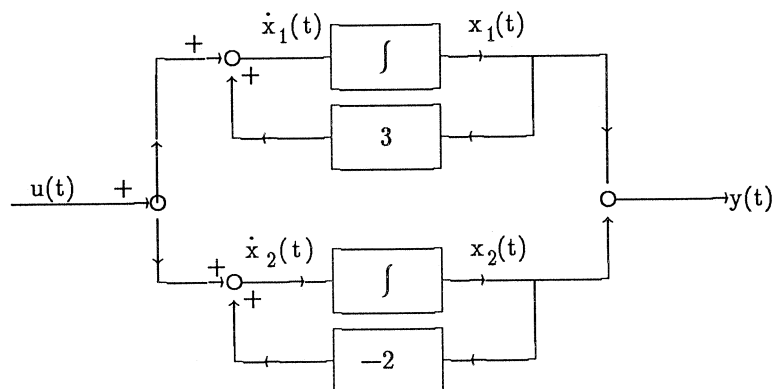 ẋ₁(t) x₁(t)
+
∫
+
3
u(t) + y(t)
ẋ₂(t) x₂(t)
+
∫
+
−2